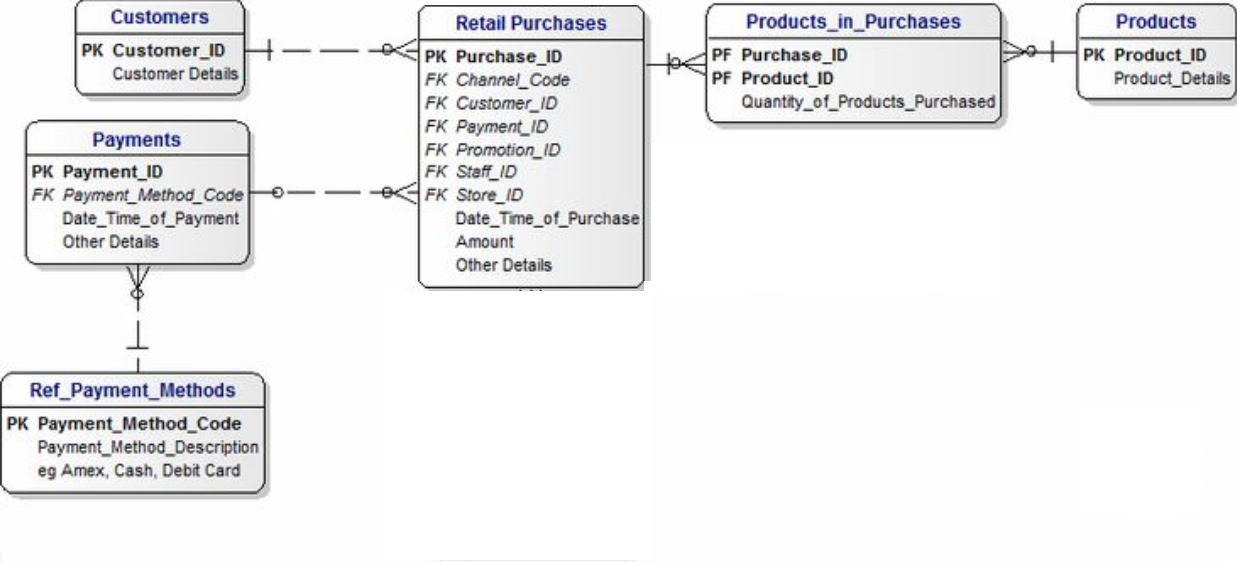 Customers
PK Customer_ID
Customer Details
Payments
PK Payment_ID
FK Payment_Method_Code
Date_Time_of_Payment
Other Details
Ref_Payment_Methods
PK Payment_Method_Code
Payment_Method_Description
eg Amex, Cash, Debit Card
Retail Purchases
PK Purchase_ID
FK Channel_Code
FK Customer_ID
FK Payment_ID
FK Promotion_ID
FK Staff_ID
FK Store_ID
Date_Time_of_Purchase
Amount
Other Details
Products_in_Purchases
PF Purchase_ID
PF Product_ID
Quantity_of_Products_Purchased
Products
PK Product_ID
Product_Details